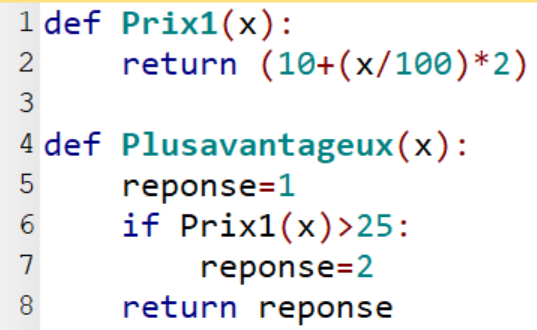 1 def Prix1(x):
2     return (10+(x/100)*2)
3
4 def Plusavantageux(x):
5     reponse=1
6     if Prix1(x)>25:
7         reponse=2
8     return reponse